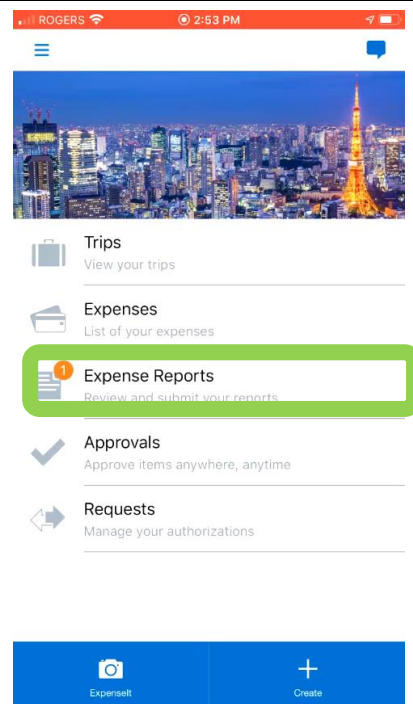 ROGERS 2:53 PM
Trips
View your trips
Expenses
List of your expenses
1
Expense Reports
Review and submit your reports
Approvals
Approve items anywhere, anytime
Requests
Manage your authorizations
ExpenseIt Create